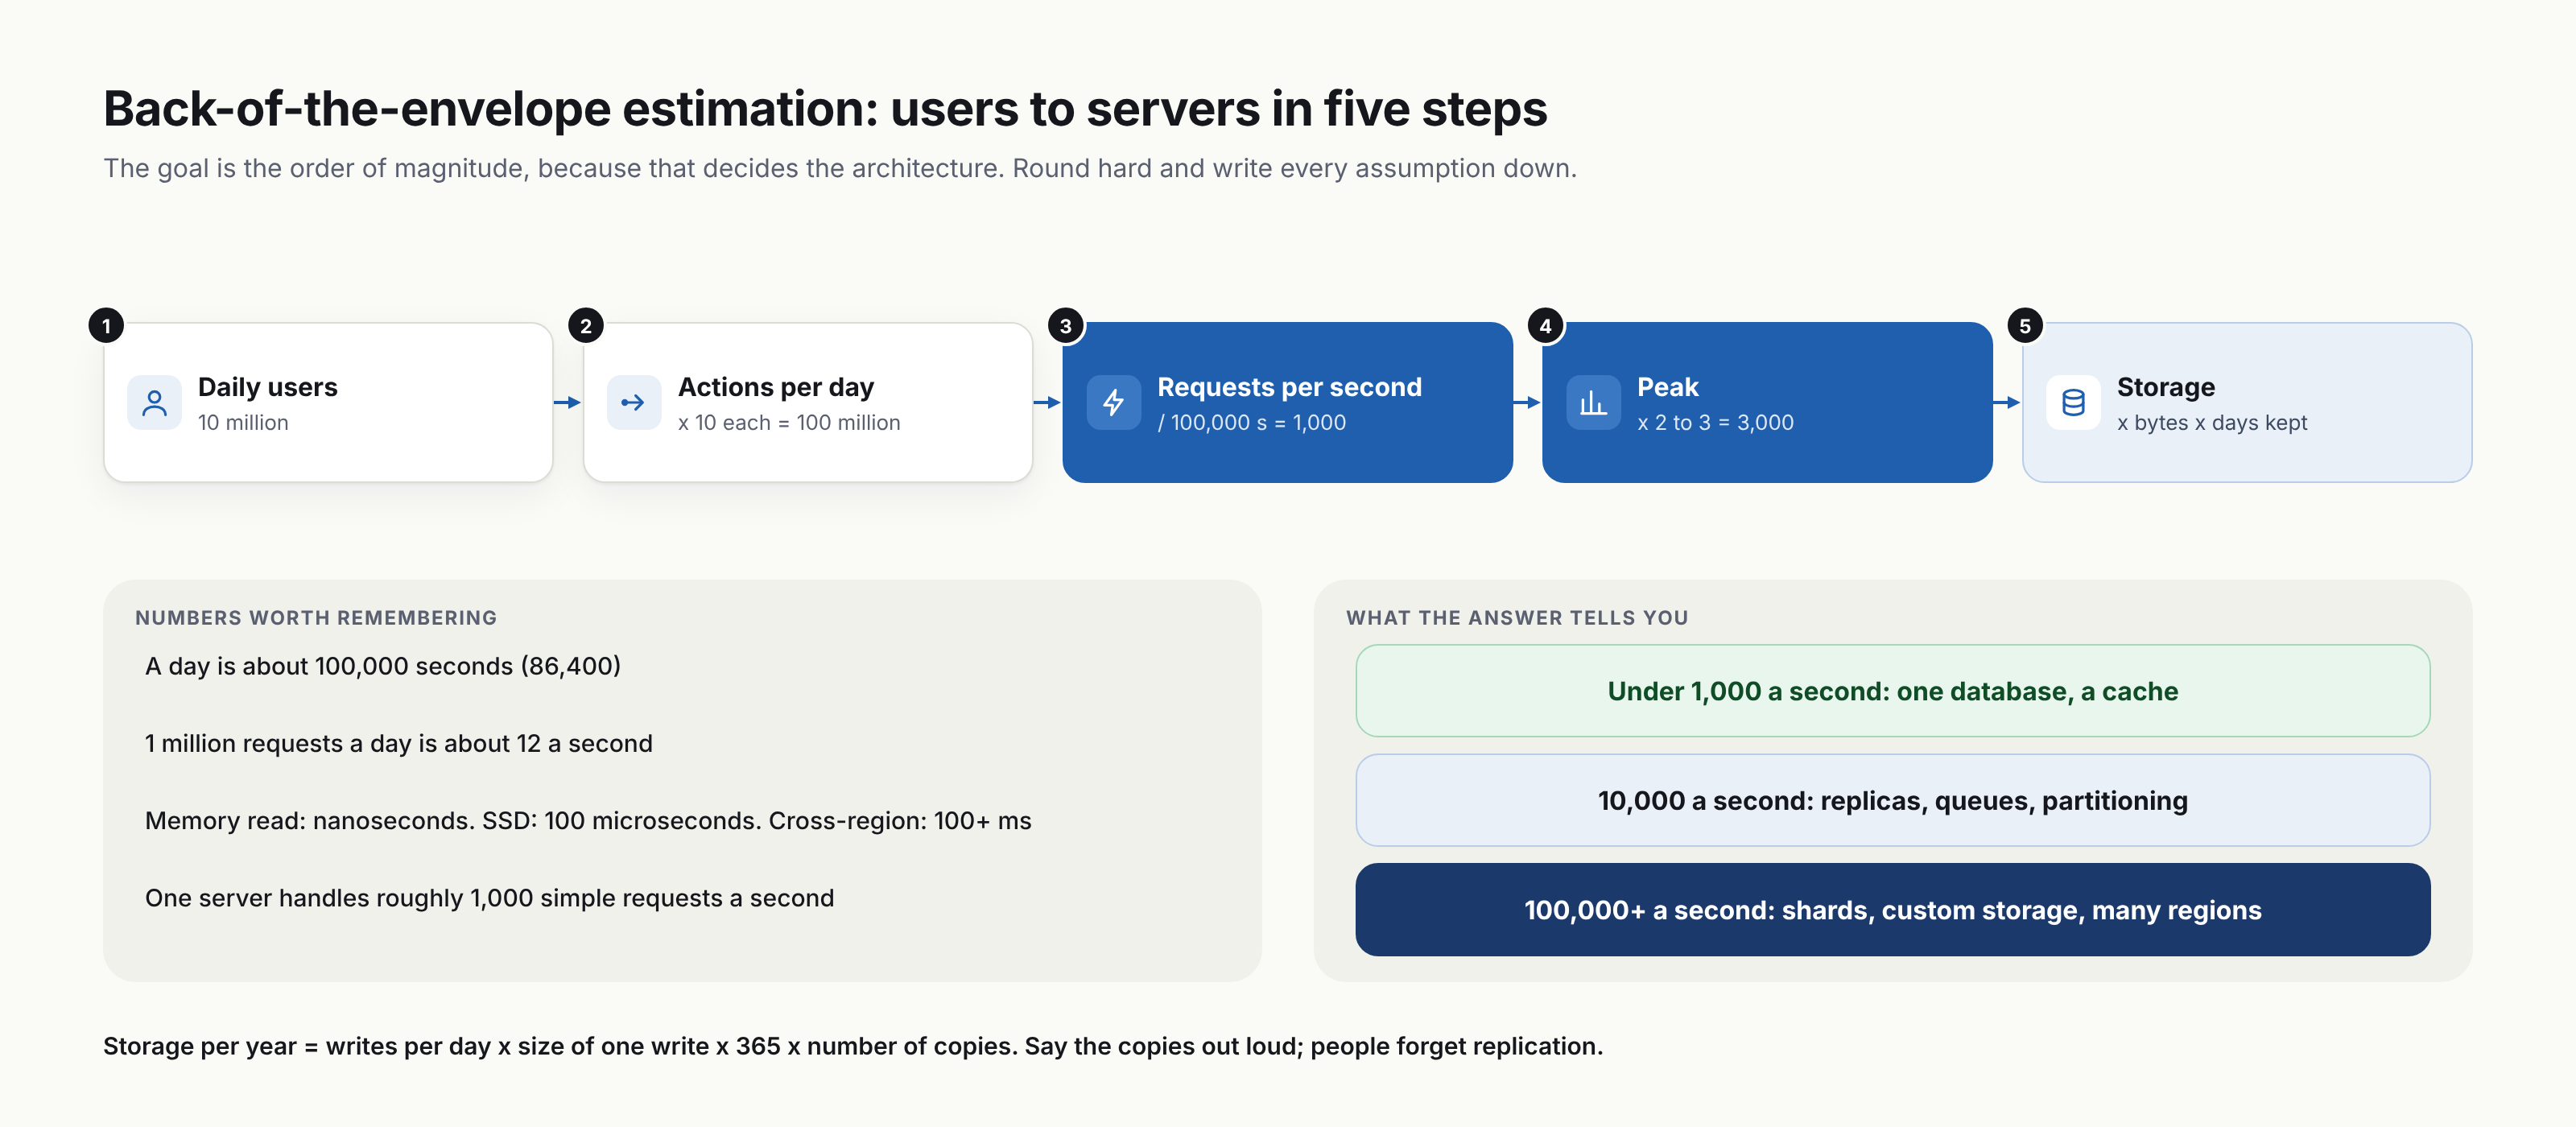 Back-of-the-envelope estimation: users to servers in five steps
The goal is the order of magnitude, because that decides the architecture. Round hard and write every assumption down.
1
Daily users
10 million
2
Actions per day
x 10 each = 100 million
3
Requests per second
/ 100,000 s = 1,000
4
Peak
x 2 to 3 = 3,000
5
Storage
x bytes x days kept
NUMBERS WORTH REMEMBERING
A day is about 100,000 seconds (86,400)
1 million requests a day is about 12 a second
Memory read: nanoseconds. SSD: 100 microseconds. Cross-region: 100+ ms
One server handles roughly 1,000 simple requests a second
WHAT THE ANSWER TELLS YOU
Under 1,000 a second: one database, a cache
10,000 a second: replicas, queues, partitioning
100,000+ a second: shards, custom storage, many regions
Storage per year = writes per day x size of one write x 365 x number of copies. Say the copies out loud; people forget replication.